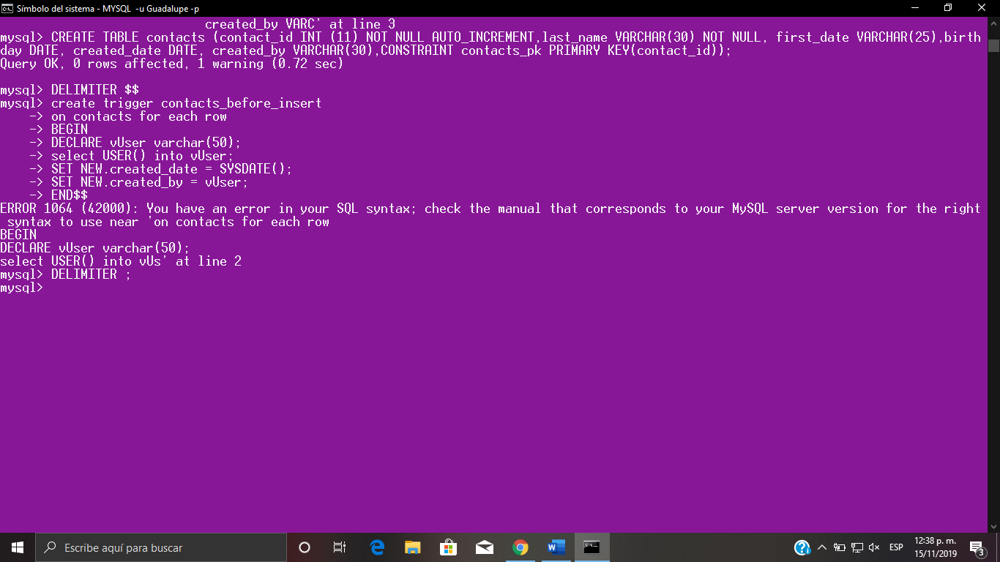 Símbolo del sistema - MYSQL -u Guadalupe -p
created_by VARC' at line 3
mysql> CREATE TABLE contacts (contact_id INT (11) NOT NULL AUTO_INCREMENT,last_name VARCHAR(30) NOT NULL, first_date VARCHAR(25),birth
day DATE, created_date DATE, created_by VARCHAR(30),CONSTRAINT contacts_pk PRIMARY KEY(contact_id));
Query OK, 0 rows affected, 1 warning (0.72 sec)
mysql> DELIMITER $$
mysql> create trigger contacts_before_insert
-> on contacts for each row
-> BEGIN
-> DECLARE vUser varchar(50);
-> select USER() into vUser;
-> SET NEW.created_date = SYSDATE();
-> SET NEW.created_by = vUser;
-> END$$
ERROR 1064 (42000): You have an error in your SQL syntax; check the manual that corresponds to your MySQL server version for the right
syntax to use near 'on contacts for each row
BEGIN
DECLARE vUser varchar(50);
select USER() into vUs' at line 2
mysql> DELIMITER ;
mysql>
Escribe aquí para buscar
ESP
12:38 p. m.
15/11/2019
3